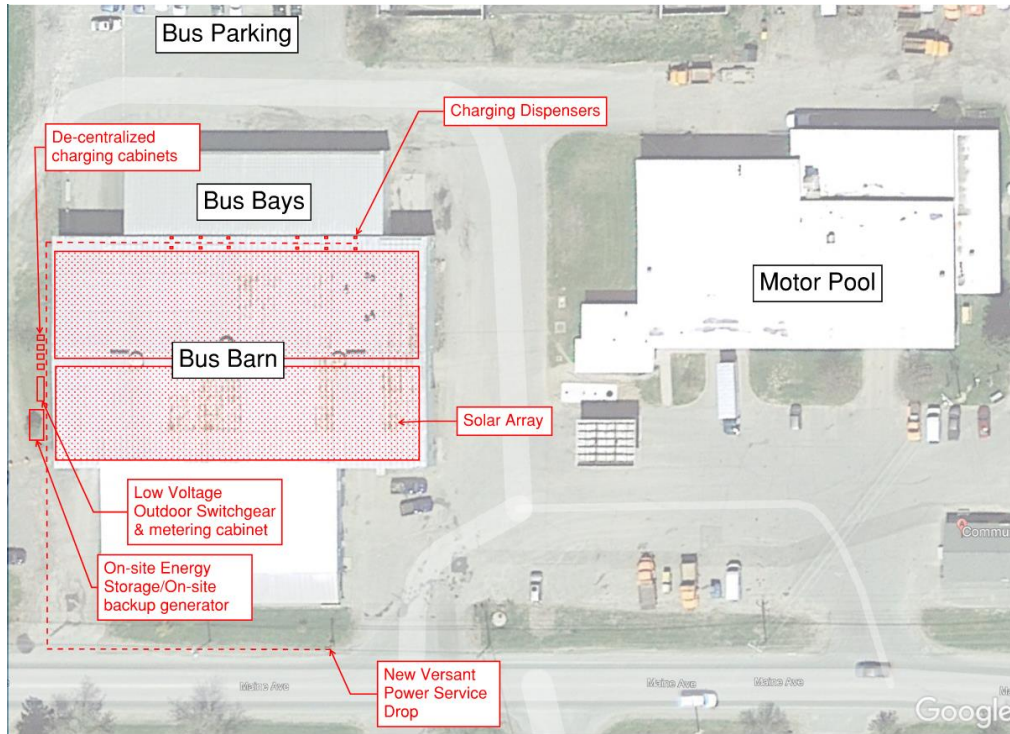 Bus Parking
Charging Dispensers
De-centralized
charging cabinets
Bus Bays
Motor Pool
Bus Barn
Solar Array
Low Voltage
Outdoor Switchgear
& metering cabinet
On-site Energy
Storage/On-site
backup generator
A
Commu
New Versant
Power Service
Drop
Maine Ave
Maine Ave
Maine Ave
Google